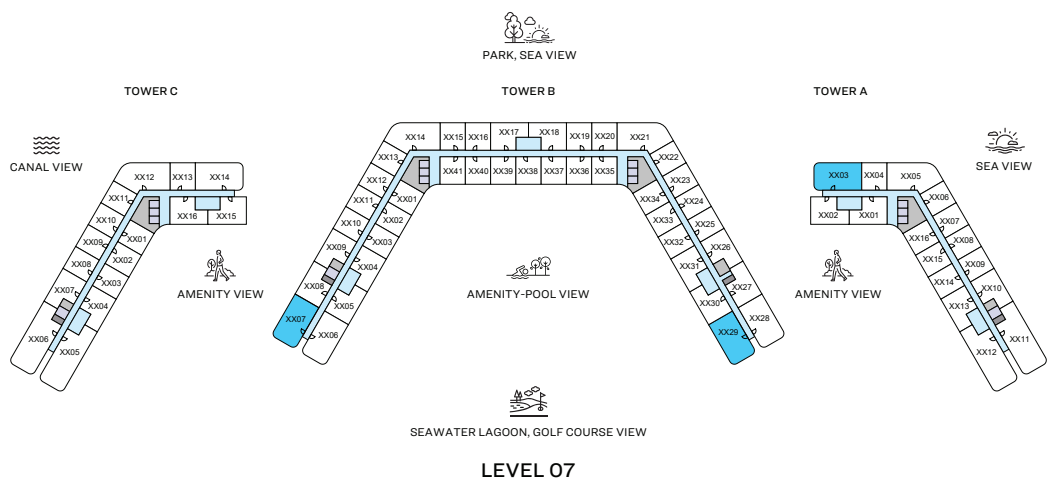 PARK, SEA VIEW
TOWER C
TOWER B
TOWER A
CANAL VIEW
SEA VIEW
XX12 XX13 XX14
XX11
XX10
XX09
XX08
XX07
XX06
XX05
XX04
XX03
XX02
XX01
XX16 XX15
XX14 XX15 XX16 XX17 XX18 XX19 XX20 XX21
XX13
XX12
XX11
XX10
XX09
XX08
XX07
XX06
XX05
XX04
XX03
XX02
XX01
XX41 XX40 XX39 XX38 XX37 XX36 XX35
XX22
XX23
XX24
XX25
XX26
XX27
XX28
XX29
XX30
XX31
XX32
XX33
XX34
XX03 XX04 XX05
XX02 XX01
XX06
XX07
XX08
XX09
XX10
XX11
XX12
XX13
XX14
XX15
XX16
AMENITY VIEW
AMENITY-POOL VIEW
AMENITY VIEW
SEAWATER LAGOON, GOLF COURSE VIEW
LEVEL 07